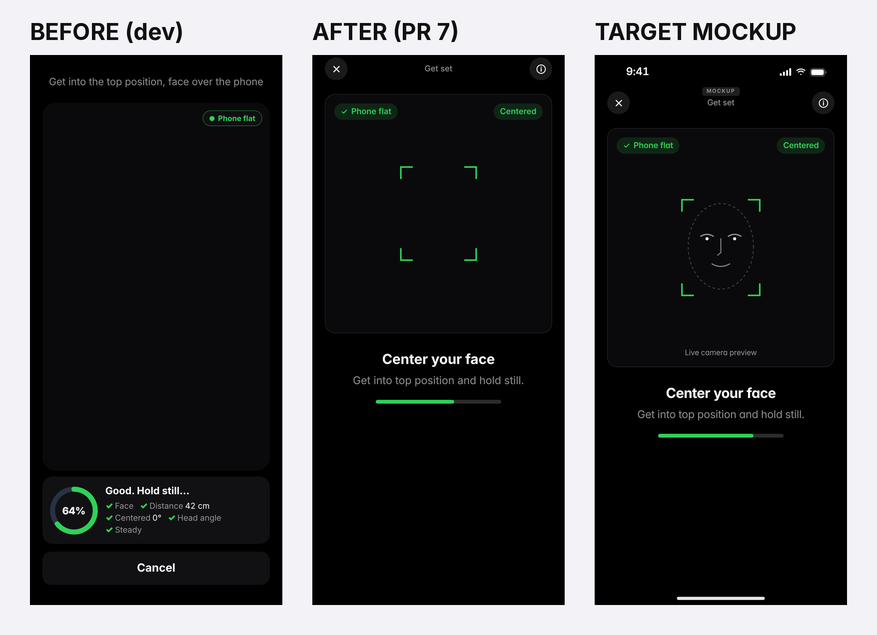 BEFORE (dev)
Get into the top position, face over the phone
Phone flat
64%
Good. Hold still...
Face Distance 42 cm
Centered 0° Head angle
Steady
Cancel
AFTER (PR 7)
Get set
Phone flat
Centered
Center your face
Get into top position and hold still.
TARGET MOCKUP
9:41
MOCKUP
Get set
Phone flat
Centered
Live camera preview
Center your face
Get into top position and hold still.